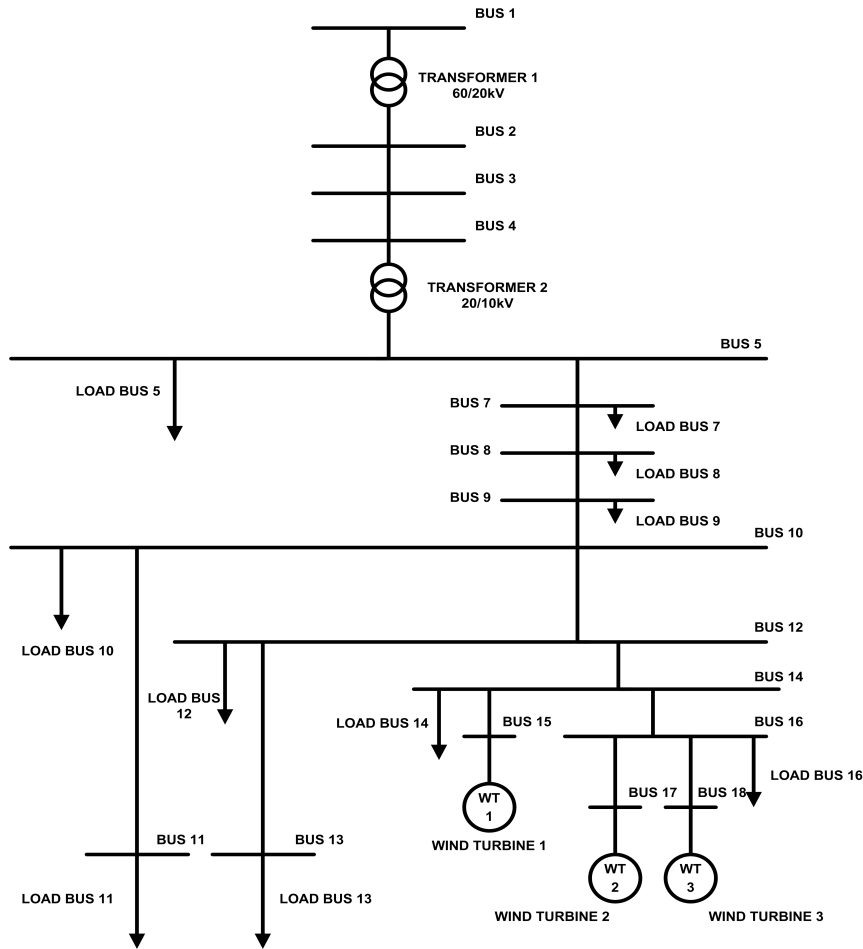 BUS 1
TRANSFORMER 1
60/20kV
BUS 2
BUS 3
BUS 4
TRANSFORMER 2
20/10kV
BUS 5
LOAD BUS 5
BUS 7
LOAD BUS 7
BUS 8
LOAD BUS 8
BUS 9
LOAD BUS 9
BUS 10
LOAD BUS 10
BUS 12
LOAD BUS
12
BUS 14
LOAD BUS 14
BUS 15
BUS 16
LOAD BUS 16
WT
1
WIND TURBINE 1
BUS 17
BUS 18
BUS 11
BUS 13
LOAD BUS 11
LOAD BUS 13
WT
2
WT
3
WIND TURBINE 2
WIND TURBINE 3